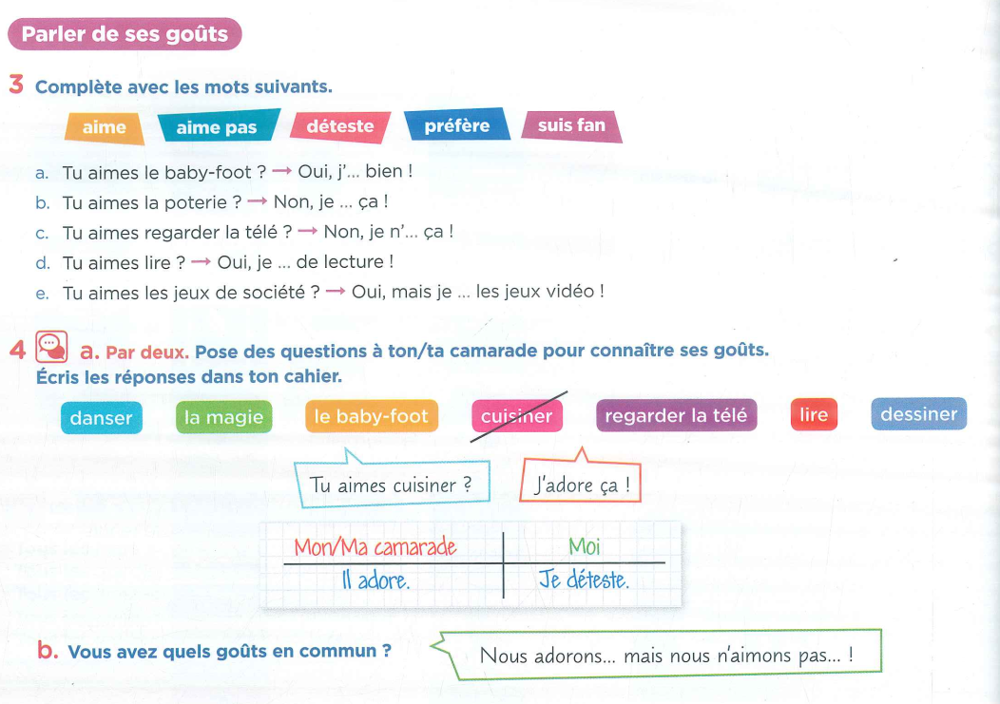 Parler de ses goûts
3 Complète avec les mots suivants.
aime aime pas déteste préfère suis fan
a. Tu aimes le baby-foot ? → Oui, j'... bien !
b. Tu aimes la poterie ? → Non, je ... ça !
c. Tu aimes regarder la télé ? → Non, je n'... ça !
d. Tu aimes lire ? → Oui, je ... de lecture !
e. Tu aimes les jeux de société ? → Oui, mais je ... les jeux vidéo !
4 a. Par deux. Pose des questions à ton/ta camarade pour connaître ses goûts.
Écris les réponses dans ton cahier.
danser la magie le baby-foot cuisiner regarder la télé lire dessiner
Tu aimes cuisiner ? J'adore ça !
Mon/Ma camarade Moi
Il adore. Je déteste.
b. Vous avez quels goûts en commun ? Nous adorons... mais nous n'aimons pas... !